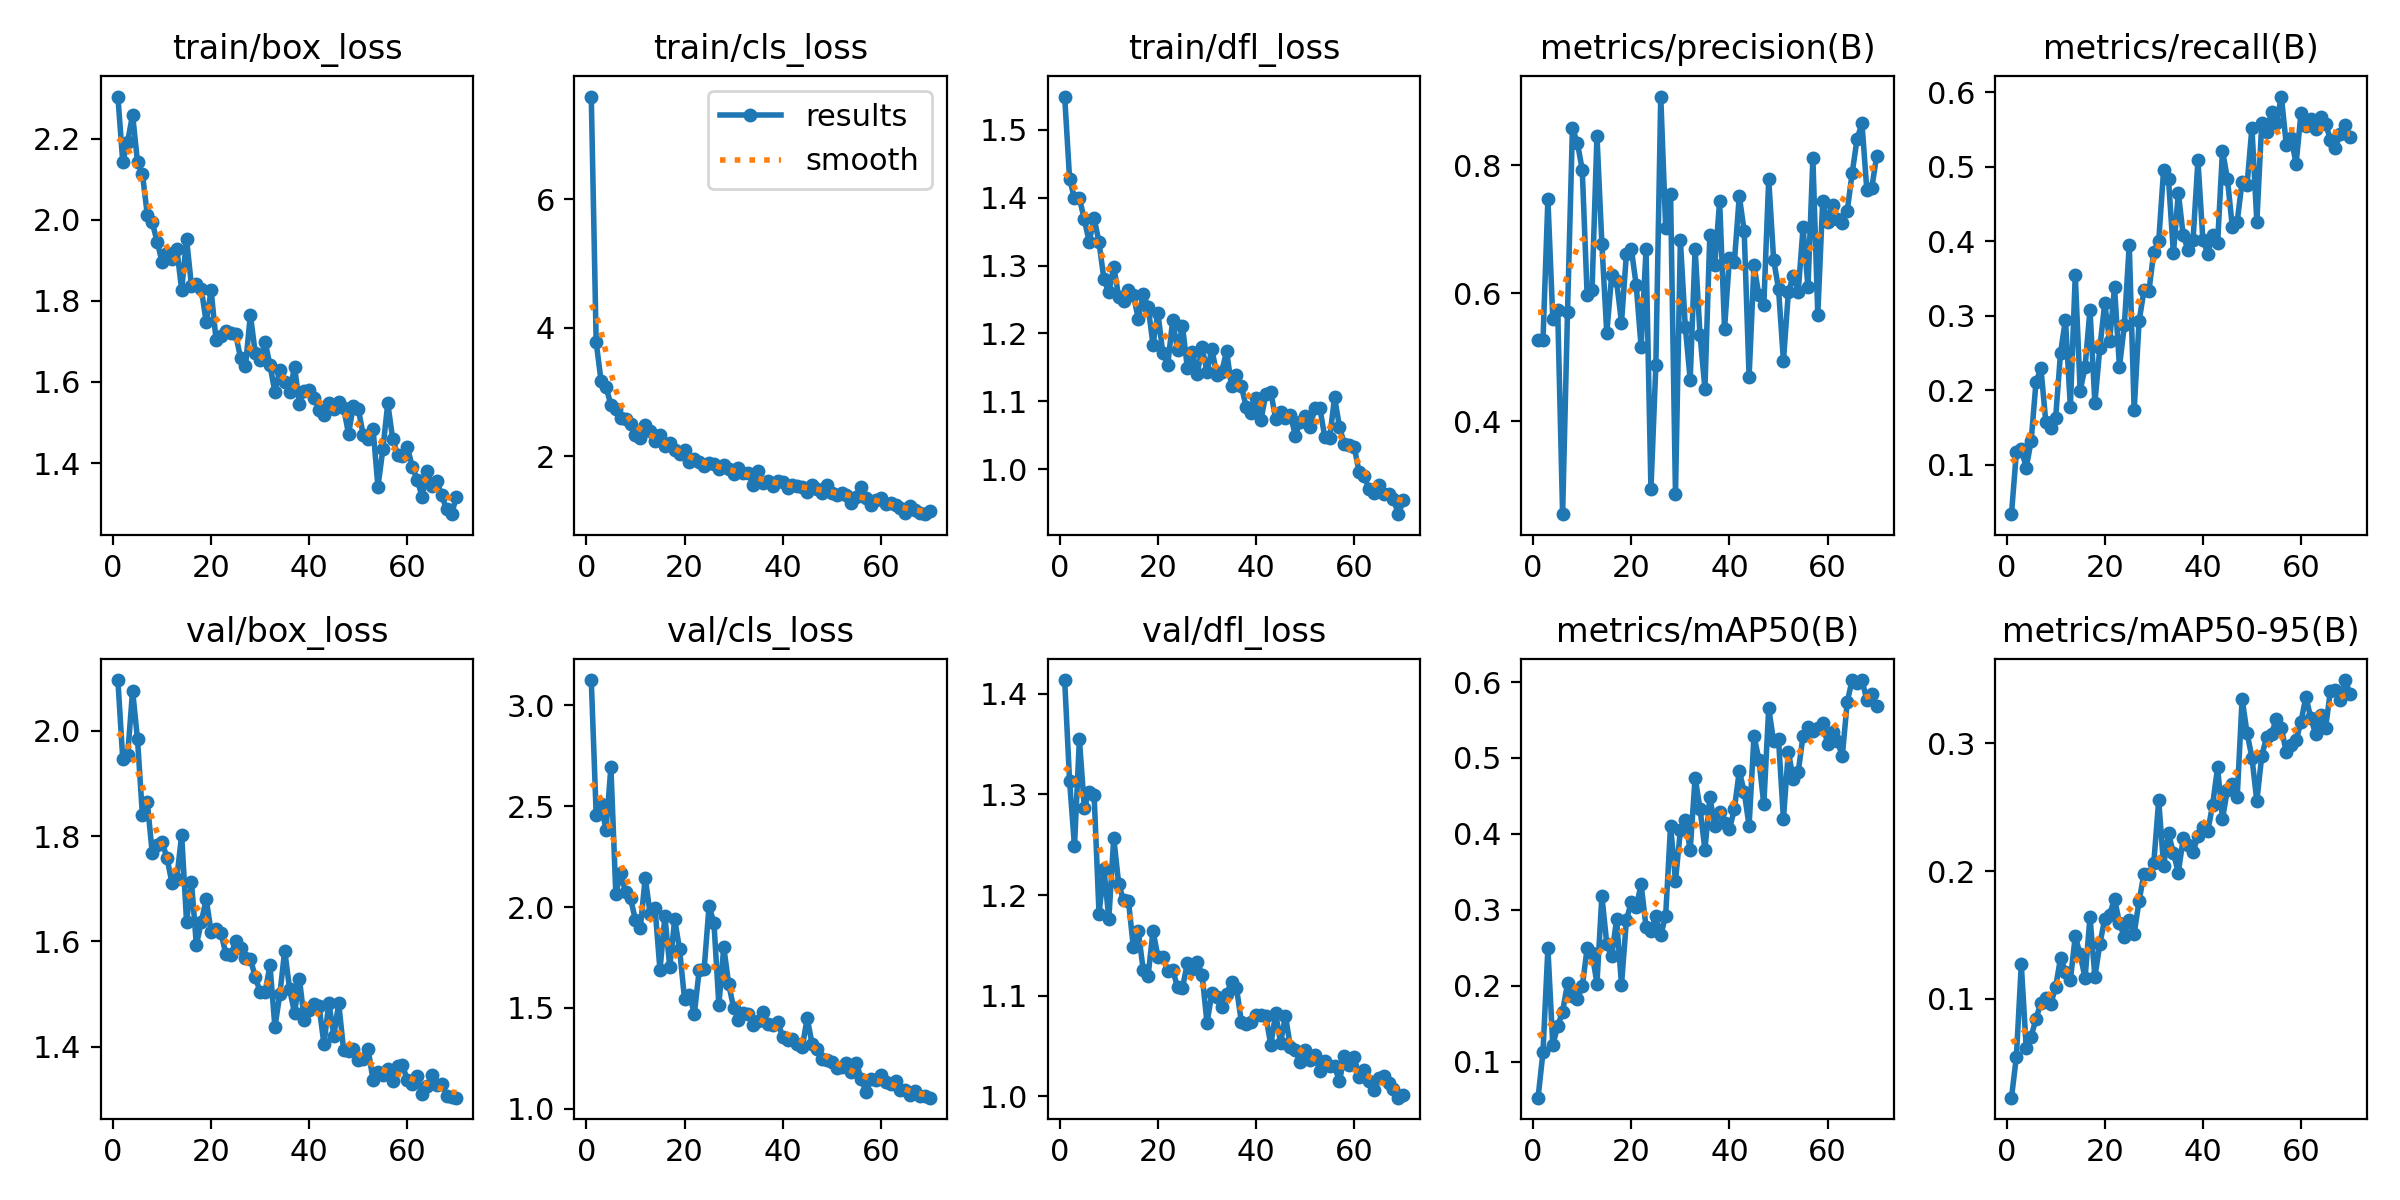 train/box_loss
train/cls_loss
train/dfl_loss
metrics/precision(B)
metrics/recall(B)
2.2
2.0
1.8
1.6
1.4
0 20 40 60
results
smooth
6
4
2
0 20 40 60
1.5
1.4
1.3
1.2
1.1
1.0
0 20 40 60
0.8
0.6
0.4
0 20 40 60
0.6
0.5
0.4
0.3
0.2
0.1
0 20 40 60
val/box_loss
val/cls_loss
val/dfl_loss
metrics/mAP50(B)
metrics/mAP50-95(B)
2.0
1.8
1.6
1.4
0 20 40 60
3.0
2.5
2.0
1.5
1.0
0 20 40 60
1.4
1.3
1.2
1.1
1.0
0 20 40 60
0.6
0.5
0.4
0.3
0.2
0.1
0 20 40 60
0.3
0.2
0.1
0 20 40 60